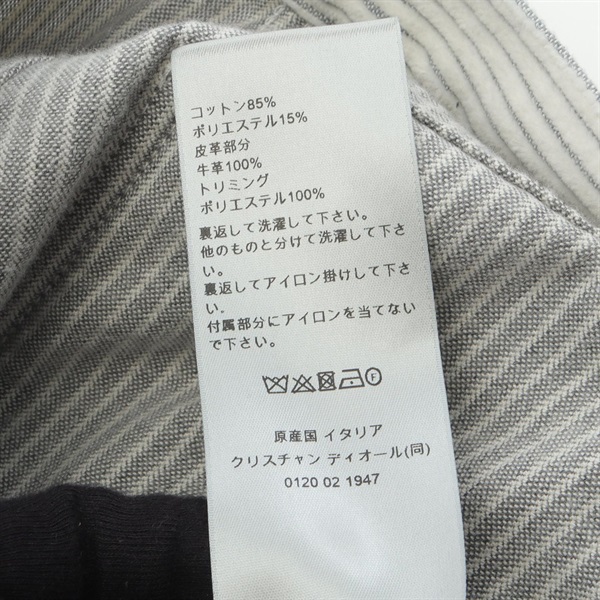 コットン85%
ポリエステル15%
皮革部分
牛革100%
トリミング
ポリエステル100%
裏返して洗濯して下さい。
他のものと分けて洗濯して下さ
い。
裏返してアイロン掛けして下さ
い.
付属部分にアイロンを当てない
で下さい。
F
原産国 イタリア
クリスチャン ディオール(同)
0120 02 1947